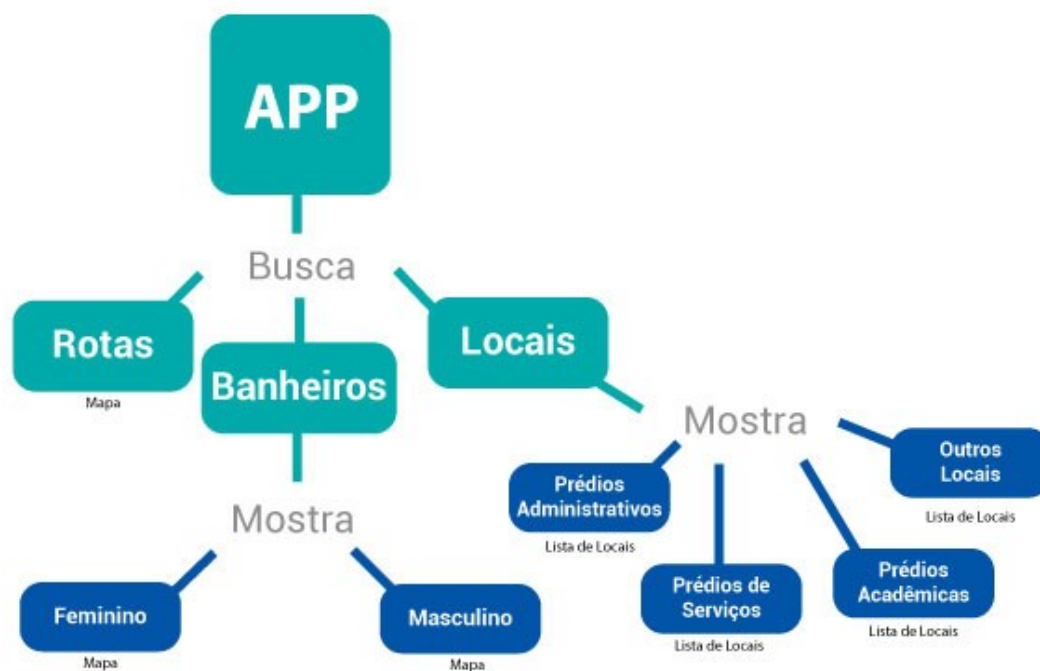 APP
Busca
Rotas
Mapa
Banheiros
Locais
Mostra
Feminino
Mapa
Masculino
Mapa
Mostra
Prédios
Administrativos
Lista de Locais
Prédios de
Serviços
Lista de Locais
Prédios
Acadêmicas
Lista de Locais
Outros
Locais
Lista de Locais